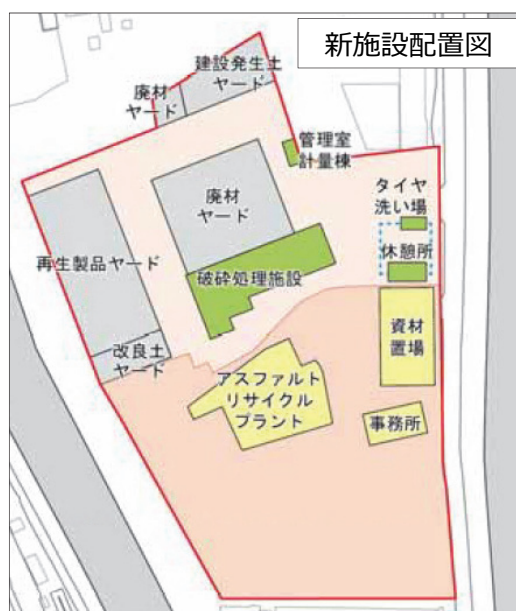 新施設配置図
建設発生土
ヤード
廃材
ヤード
管理室
計量棟
タイヤ
洗い場
廃材
ヤード
休憩所
再生製品ヤード
破砕処理施設
資材
置場
改良土
ヤード
アスファルト
リサイクル
プラント
事務所